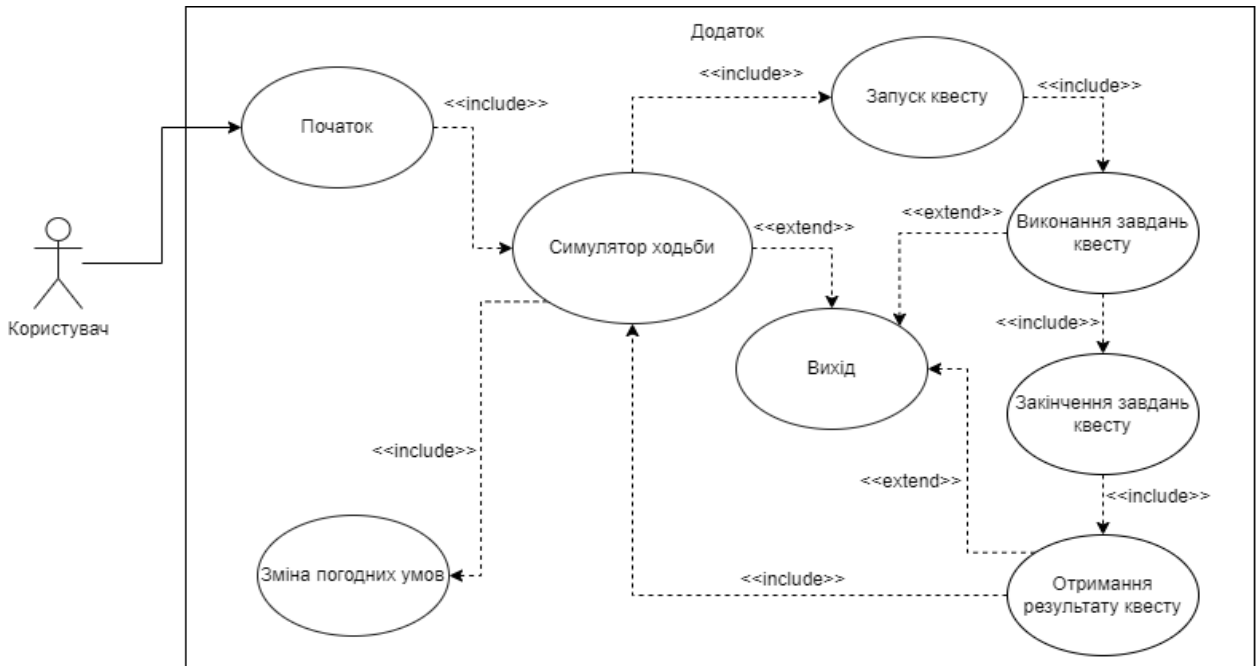 Додаток
<<include>>
Запуск квесту
<<include>>
<<include>>
Початок
Виконання завдань
квесту
<<extend>>
<<extend>>
Симулятор ходьби
Користувач
<<include>>
Вихід
Закінчення завдань
квесту
<<include>>
<<extend>>
<<include>>
Зміна погодних умов
<<include>>
Отримання
результату квесту